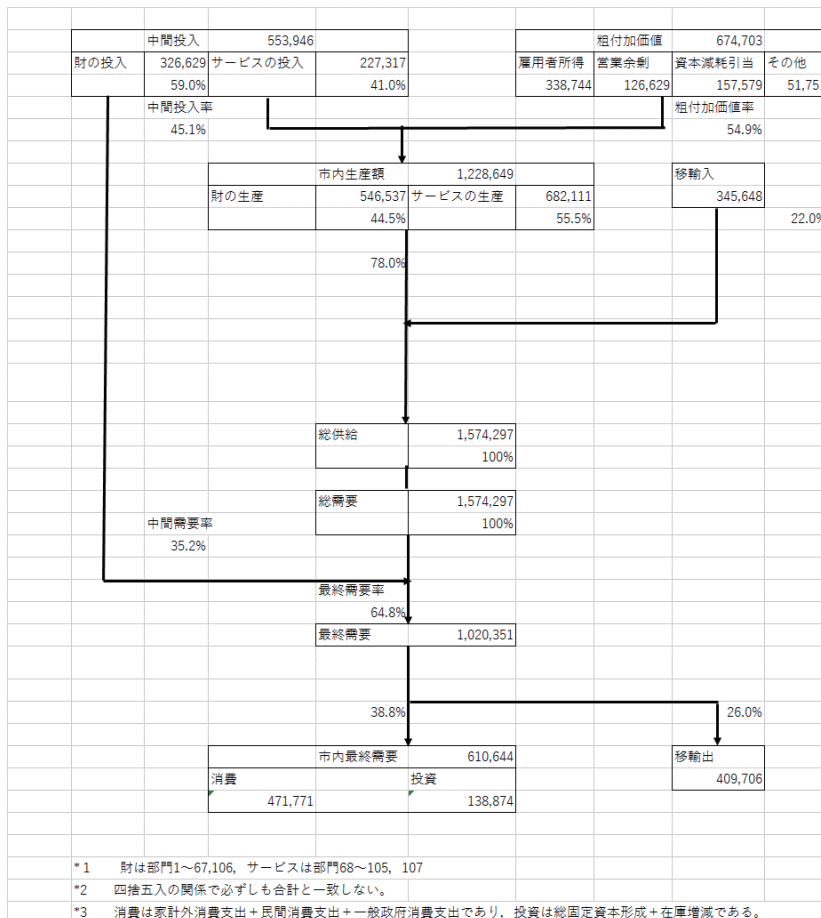 中間投入 553,946 粗付加価値 674,703
財の投入 326,629 サービスの投入 227,317 雇用者所得 営業余剰 資本減耗引当 その他
59.0% 41.0% 338,744 126,629 157,579 51,751
中間投入率 粗付加価値率
45.1% 54.9%
市内生産額 1,228,649 移輸入
財の生産 546,537 サービスの生産 682,111 345,648
44.5% 55.5% 22.0%
78.0%
総供給 1,574,297
100%
総需要 1,574,297
中間需要率 100%
35.2%
最終需要率
64.8%
最終需要 1,020,351
38.8% 26.0%
市内最終需要 610,644 移輸出
消費 投資 409,706
471,771 138,874
*1 財は部門1～67,106, サービスは部門68～105, 107
*2 四捨五入の関係で必ずしも合計と一致しない。
*3 消費は家計外消費支出+民間消費支出+一般政府消費支出であり, 投資は総固定資本形成+在庫増減である。